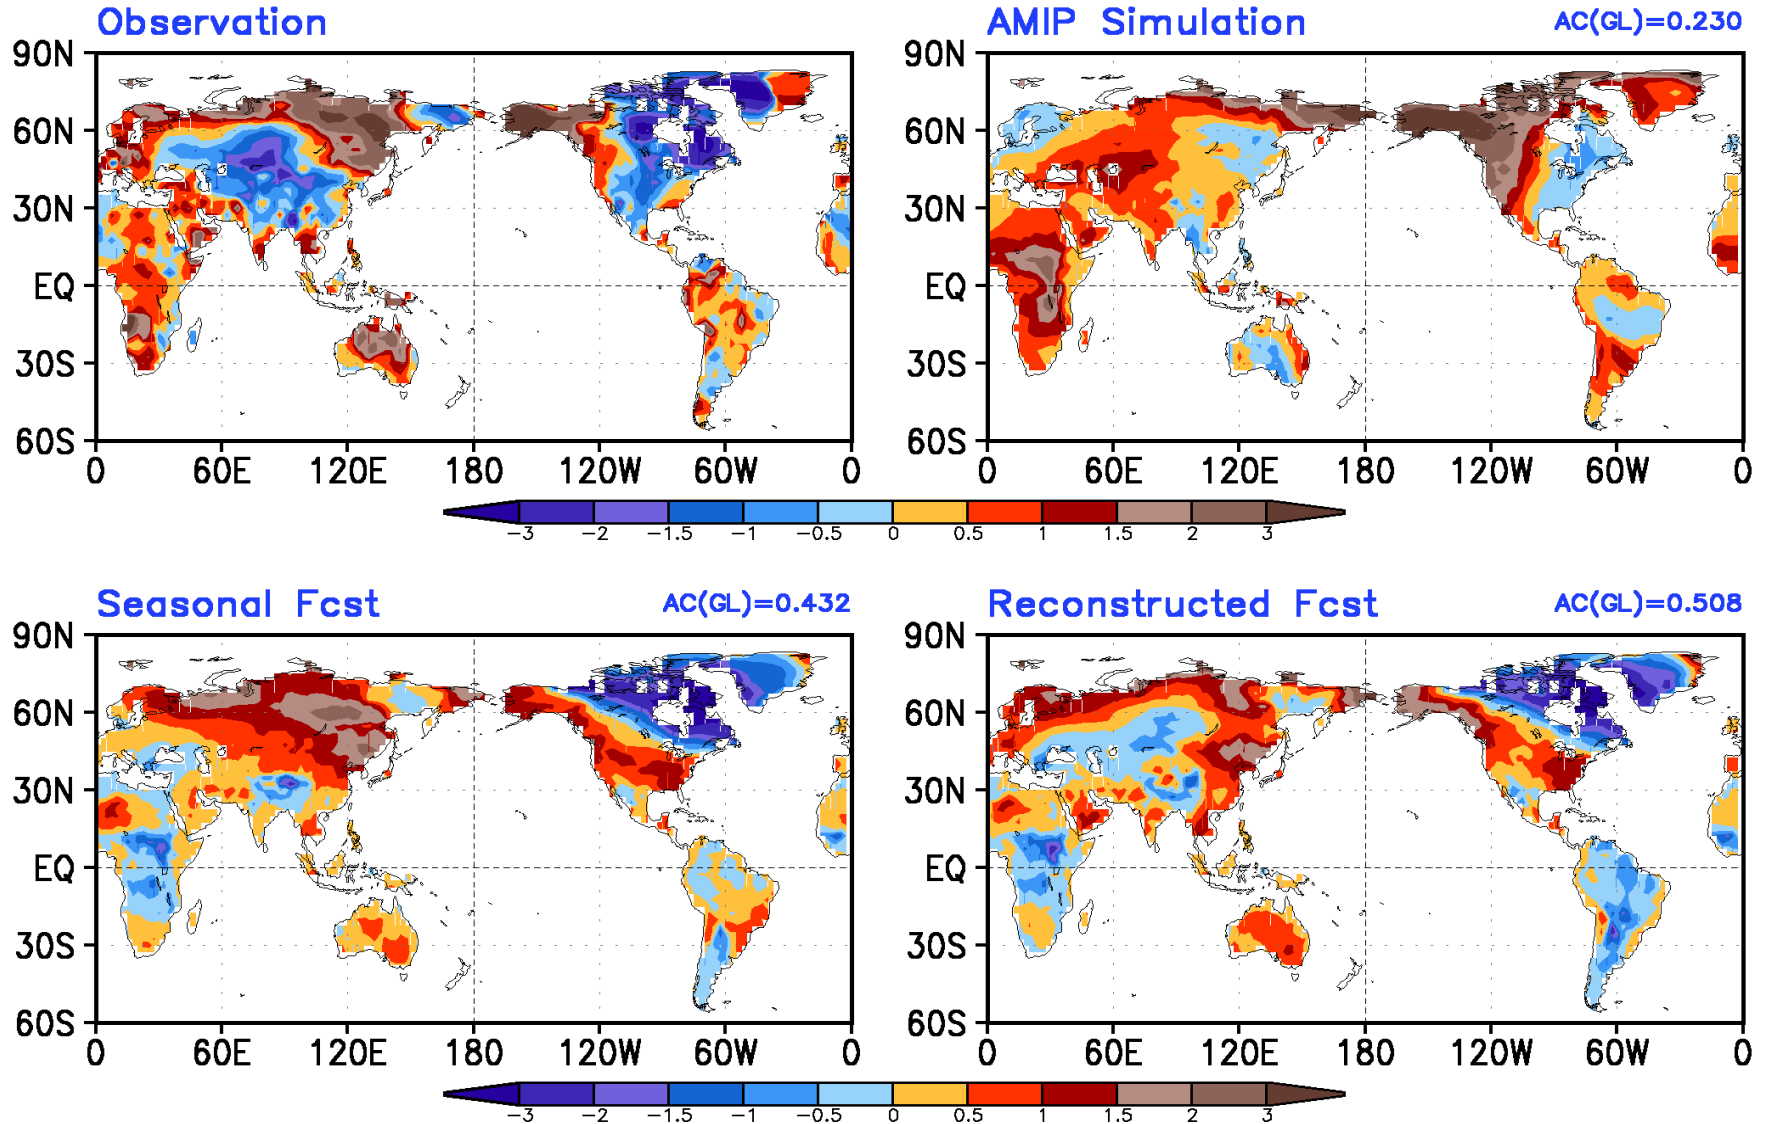 Observation
AMIP Simulation AC(GL)=0.230
90N 90N
60N 60N
30N 30N
EQ EQ
30S 30S
60S 60S
0 60E 120E 180 120W 60W 0 0 60E 120E 180 120W 60W 0
-3 -2 -1.5 -1 -0.5 0 0.5 1 1.5 2 3
Seasonal Fcst AC(GL)=0.432
Reconstructed Fcst AC(GL)=0.508
90N 90N
60N 60N
30N 30N
EQ EQ
30S 30S
60S 60S
0 60E 120E 180 120W 60W 0 0 60E 120E 180 120W 60W 0
-3 -2 -1.5 -1 -0.5 0 0.5 1 1.5 2 3